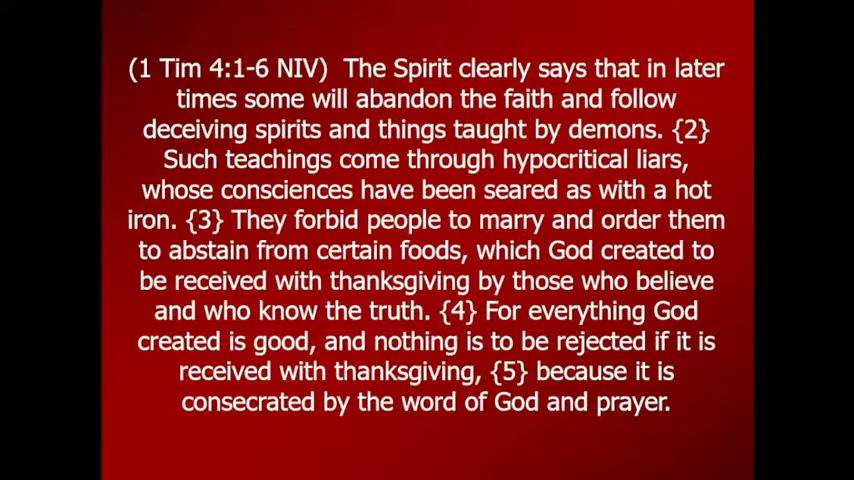 (1 Tim 4:1-6 NIV)  The Spirit clearly says that in later
times some will abandon the faith and follow
deceiving spirits and things taught by demons. {2}
Such teachings come through hypocritical liars,
whose consciences have been seared as with a hot
iron. {3} They forbid people to marry and order them
to abstain from certain foods, which God created to
be received with thanksgiving by those who believe
and who know the truth. {4} For everything God
created is good, and nothing is to be rejected if it is
received with thanksgiving, {5} because it is
consecrated by the word of God and prayer.